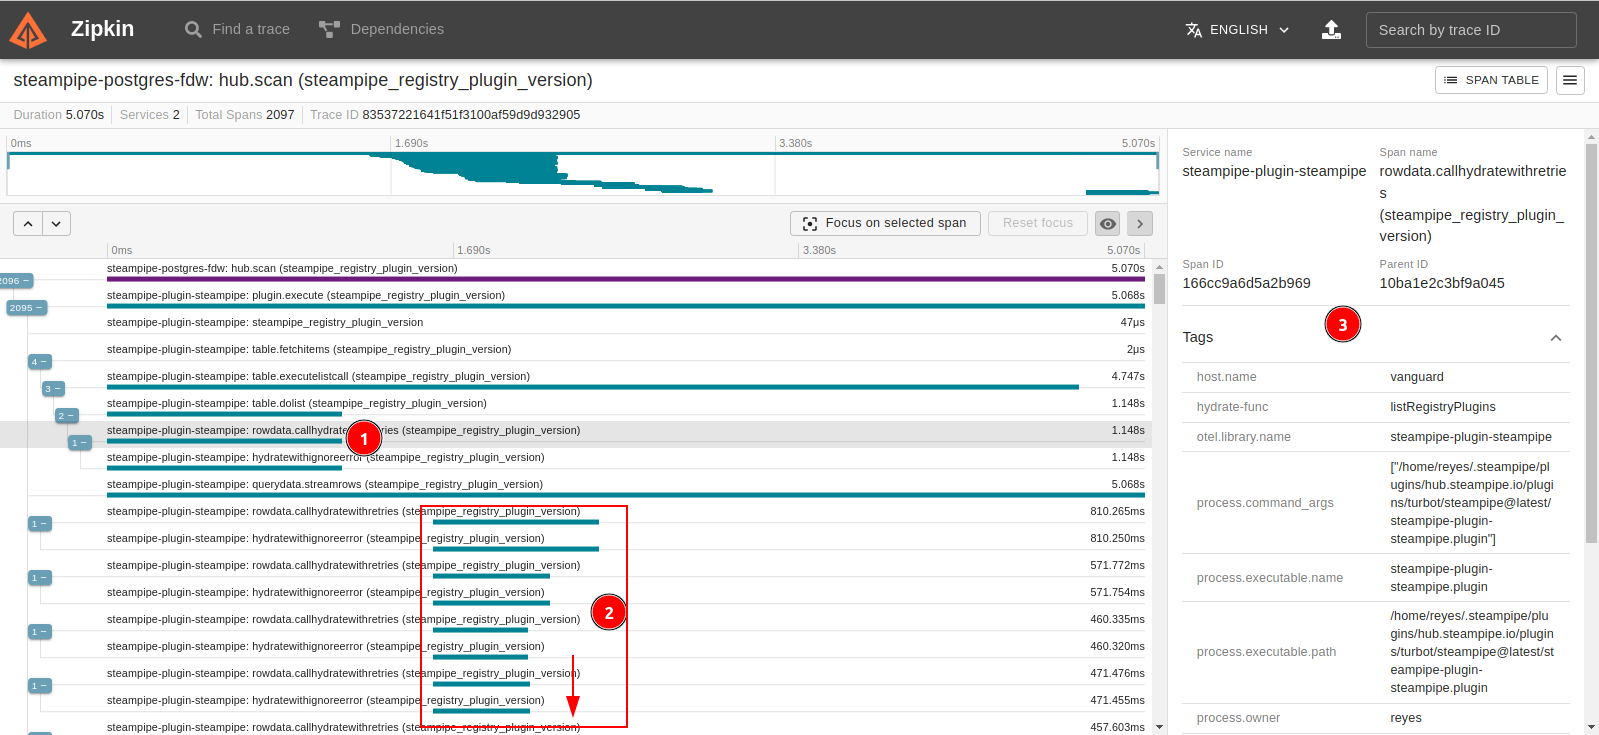 Zipkin
Find a trace
Dependencies
ENGLISH
Search by trace ID
steampipe-postgres-fdw: hub.scan (steampipe_registry_plugin_version)
SPAN TABLE
Duration 5.070s
Services 2
Total Spans 2097
Trace ID 83537221641f51f3100af59d9d932905
0ms 1.690s 3.380s 5.070s
Focus on selected span
Reset focus
0ms 1.690s 3.380s 5.070s
steampipe-postgres-fdw: hub.scan (steampipe_registry_plugin_version) 5.070s
2096 −
steampipe-plugin-steampipe: plugin.execute (steampipe_registry_plugin_version) 5.068s
2095 −
steampipe-plugin-steampipe: steampipe_registry_plugin_version 47μs
steampipe-plugin-steampipe: table.fetchitems (steampipe_registry_plugin_version) 2μs
4 −
steampipe-plugin-steampipe: table.executelistcall (steampipe_registry_plugin_version) 4.747s
3 −
steampipe-plugin-steampipe: table.dolist (steampipe_registry_plugin_version) 1.148s
2 −
steampipe-plugin-steampipe: rowdata.callhydratewithretries (steampipe_registry_plugin_version) 1.148s
1 −
1
steampipe-plugin-steampipe: hydratewithignoreerror (steampipe_registry_plugin_version) 1.148s
steampipe-plugin-steampipe: querydata.streamrows (steampipe_registry_plugin_version) 5.068s
steampipe-plugin-steampipe: rowdata.callhydratewithretries (steampipe_registry_plugin_version) 810.265ms
1 −
steampipe-plugin-steampipe: hydratewithignoreerror (steampipe_registry_plugin_version) 810.250ms
steampipe-plugin-steampipe: rowdata.callhydratewithretries (steampipe_registry_plugin_version) 571.772ms
1 −
steampipe-plugin-steampipe: hydratewithignoreerror (steampipe_registry_plugin_version) 571.754ms
2
steampipe-plugin-steampipe: rowdata.callhydratewithretries (steampipe_registry_plugin_version) 460.335ms
1 −
steampipe-plugin-steampipe: hydratewithignoreerror (steampipe_registry_plugin_version) 460.320ms
steampipe-plugin-steampipe: rowdata.callhydratewithretries (steampipe_registry_plugin_version) 471.476ms
1 −
steampipe-plugin-steampipe: hydratewithignoreerror (steampipe_registry_plugin_version) 471.455ms
steampipe-plugin-steampipe: rowdata.callhydratewithretries (steampipe_registry_plugin_version) 457.603ms
Service name
steampipe-plugin-steampipe
Span name
rowdata.callhydratewithretrie
s
(steampipe_registry_plugin_
version)
Span ID
166cc9a6d5a2b969
Parent ID
10ba1e2c3bf9a045
3
Tags
host.name vanguard
hydrate-func listRegistryPlugins
otel.library.name steampipe-plugin-steampipe
process.command_args
["/home/reyes/.steampipe/pl
ugins/hub.steampipe.io/plugi
ns/turbot/steampipe@latest/
steampipe-plugin-
steampipe.plugin"]
process.executable.name
steampipe-plugin-
steampipe.plugin
process.executable.path
/home/reyes/.steampipe/plu
gins/hub.steampipe.io/plugin
s/turbot/steampipe@latest/st
eampipe-plugin-
steampipe.plugin
process.owner reyes